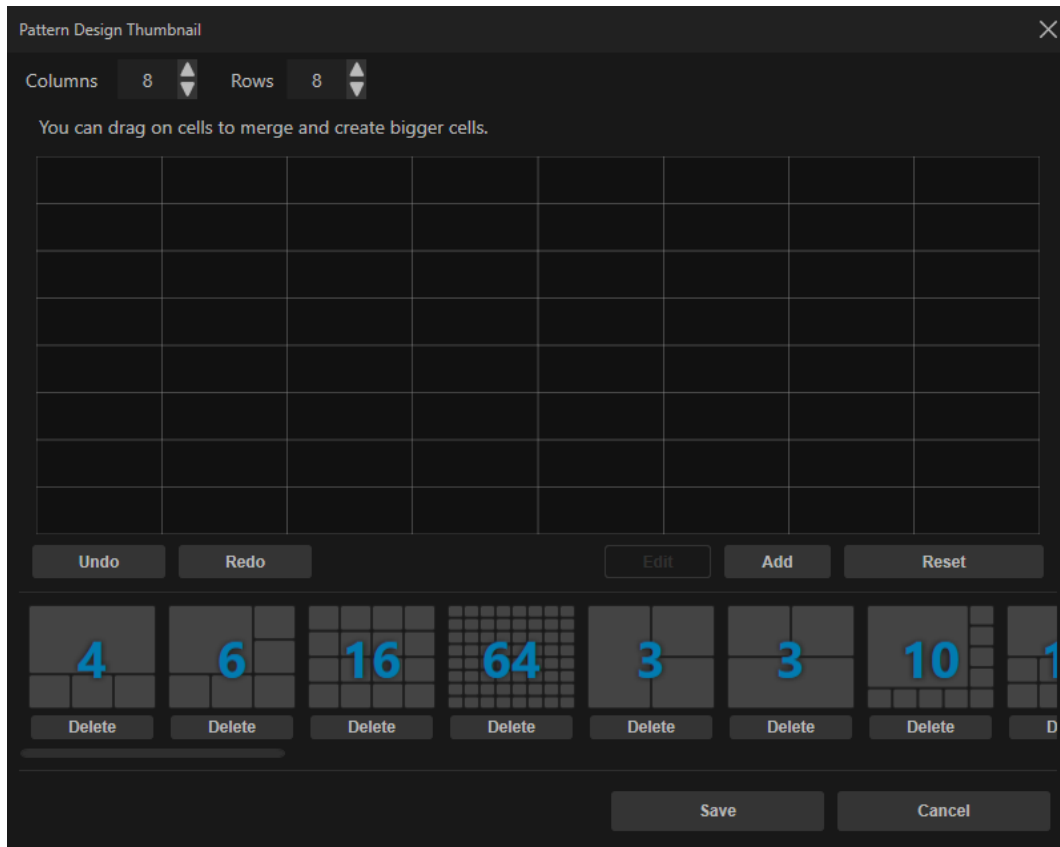 Pattern Design Thumbnail
Columns 8 Rows 8
You can drag on cells to merge and create bigger cells.
Undo Redo Edit Add Reset
4 6 16 64 3 3 10 1
Delete Delete Delete Delete Delete Delete Delete D
Save Cancel